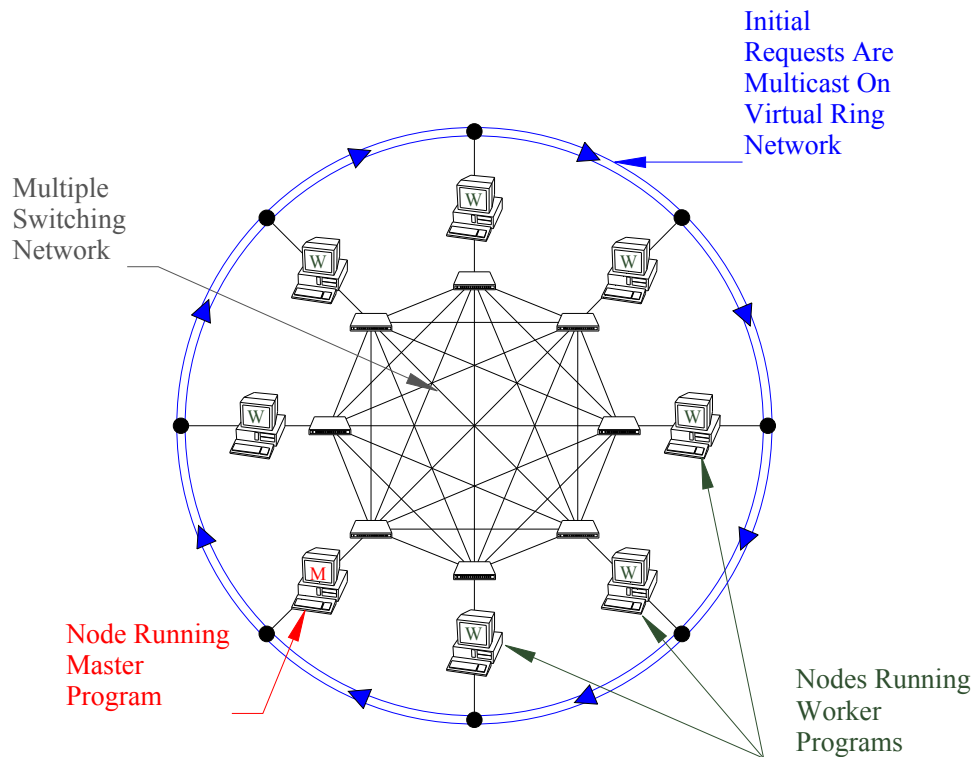 Initial
Requests Are
Multicast On
Virtual Ring
Network
Multiple
Switching
Network
W
W
W
W
W
M
W
W
Node Running
Master
Program
Nodes Running
Worker
Programs